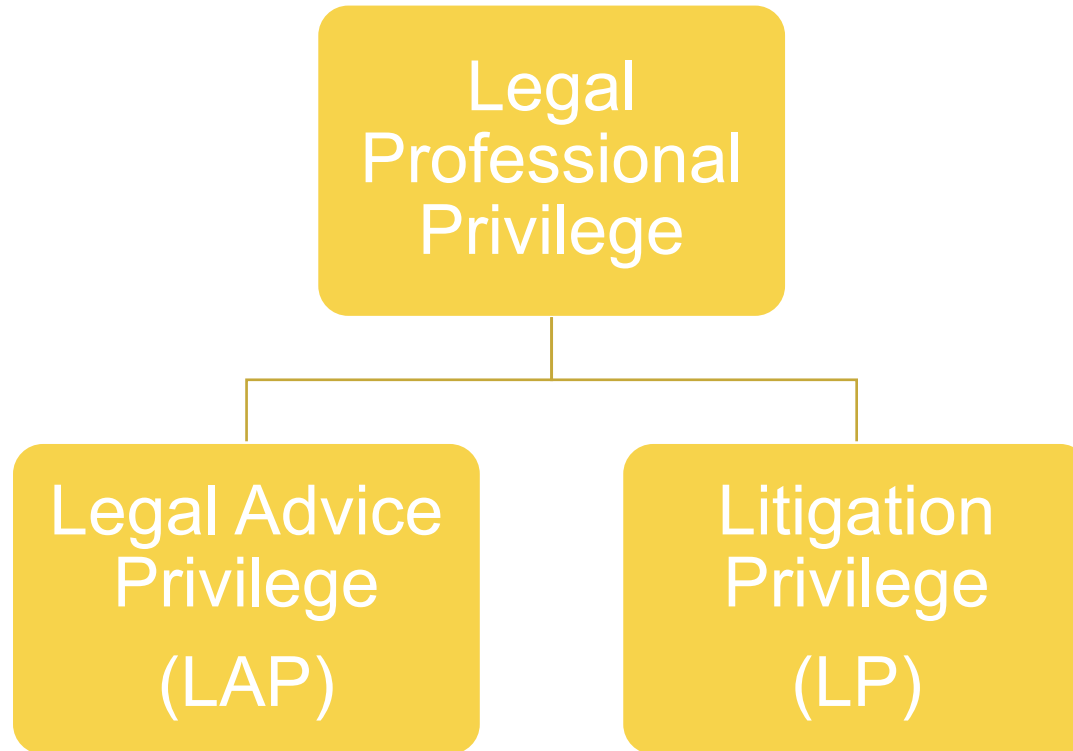 Legal
Professional
Privilege
Legal Advice
Privilege
(LAP)
Litigation
Privilege
(LP)